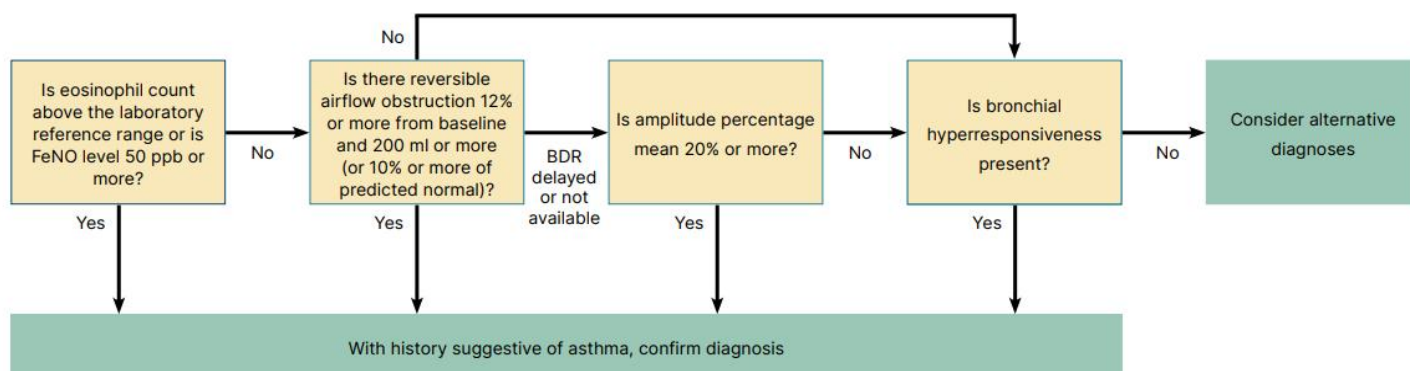 No
Is eosinophil count
above the laboratory
reference range or is
FeNO level 50 ppb or
more?
No
Yes
Is there reversible
airflow obstruction 12%
or more from baseline
and 200 ml or more
(or 10% or more of
predicted normal)?
BDR
delayed
or not
available
Yes
Is amplitude percentage
mean 20% or more?
No
Yes
Is bronchial
hyperresponsiveness
present?
No
Yes
Consider alternative
diagnoses
With history suggestive of asthma, confirm diagnosis